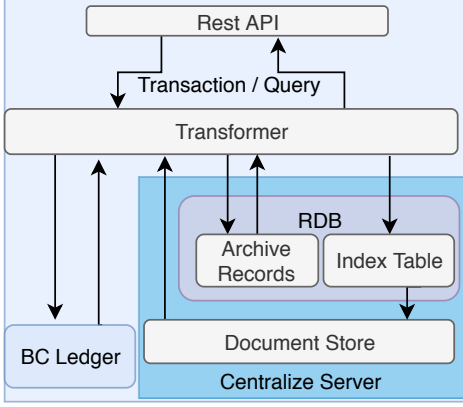 Rest API
Transaction / Query
Transformer
RDB
Archive
Records
Index Table
BC Ledger
Document Store
Centralize Server